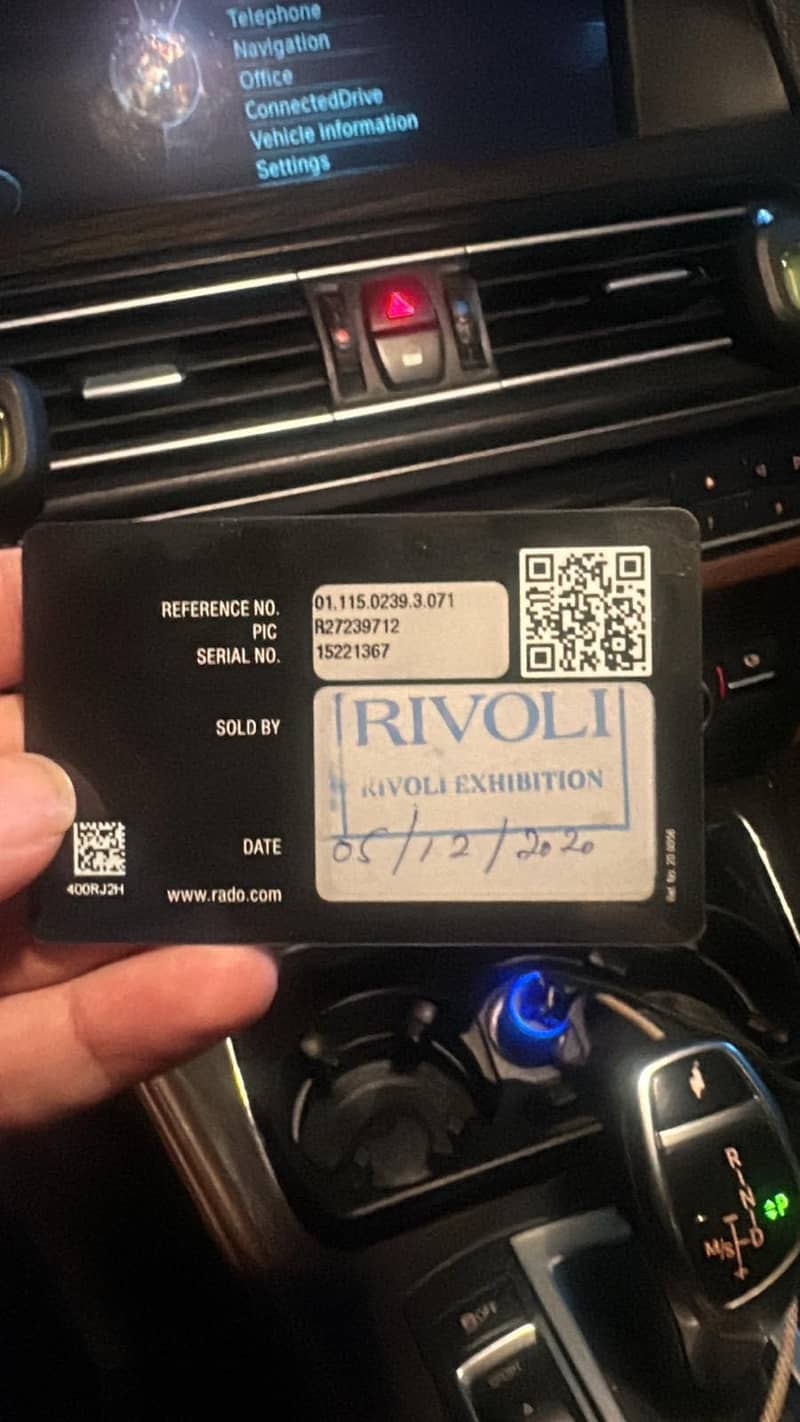 Telephone
Navigation
Office
ConnectedDrive
Vehicle Information
Settings
REFERENCE NO. 01.115.0239.3.071
PIC R27239712
SERIAL NO. 15221367
SOLD BY RIVOLI
RIVOLI EXHIBITION
DATE 05/12/2020
400RJ2H
www.rado.com
R
N
P
M/S D
OFF